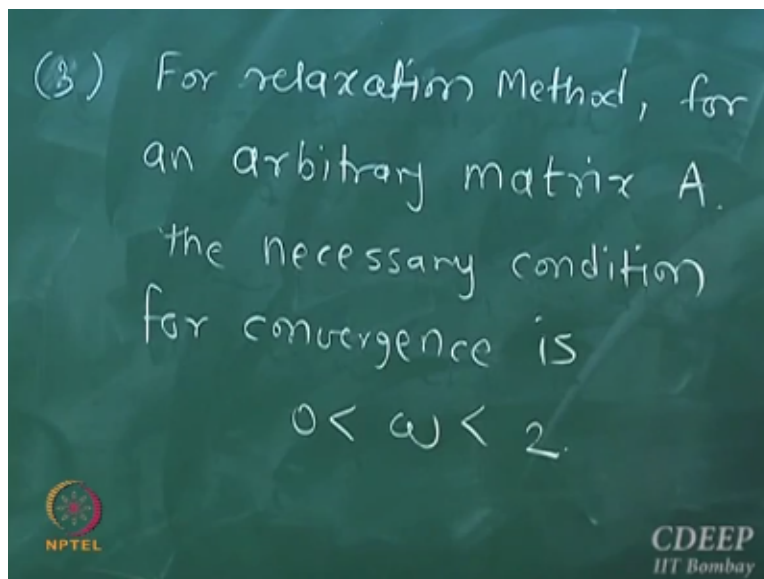 (3) For relaxation Method, for
an arbitrary matrix A.
the necessary condition
for convergence is
0 < ω < 2.
NPTEL
CDEEP
IIT Bombay